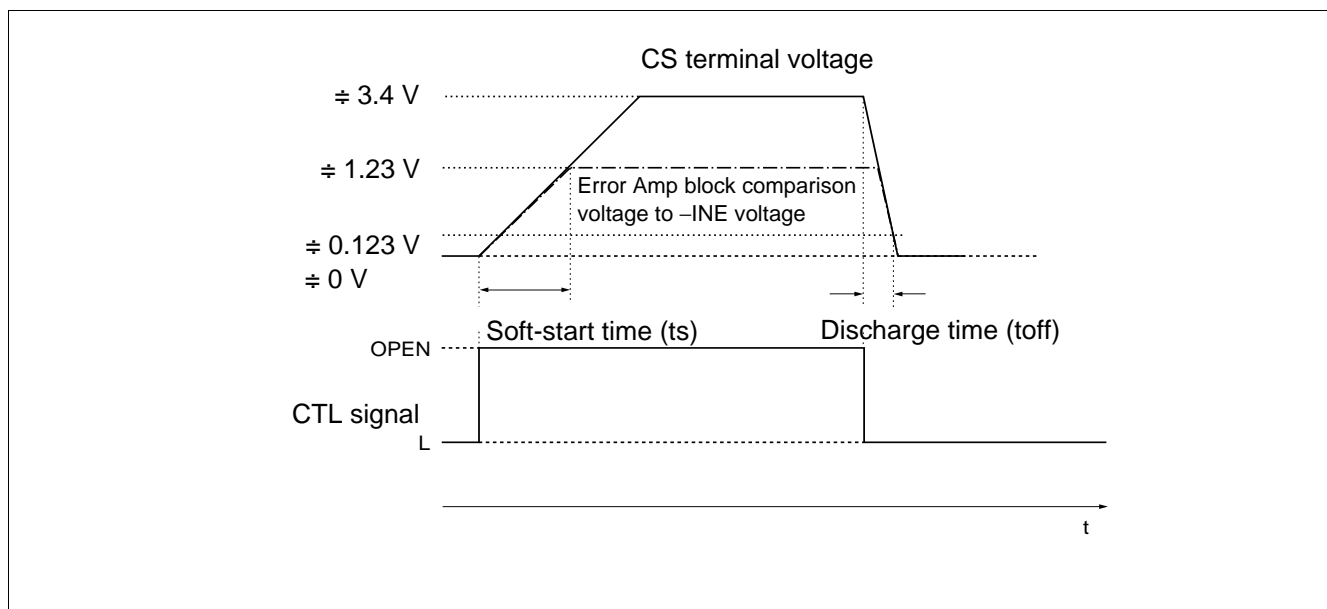 CS terminal voltage
≑ 3.4 V
≑ 1.23 V
Error Amp block comparison
voltage to –INE voltage
≑ 0.123 V
≑ 0 V
Soft-start time (ts)
Discharge time (toff)
OPEN
CTL signal
L
t